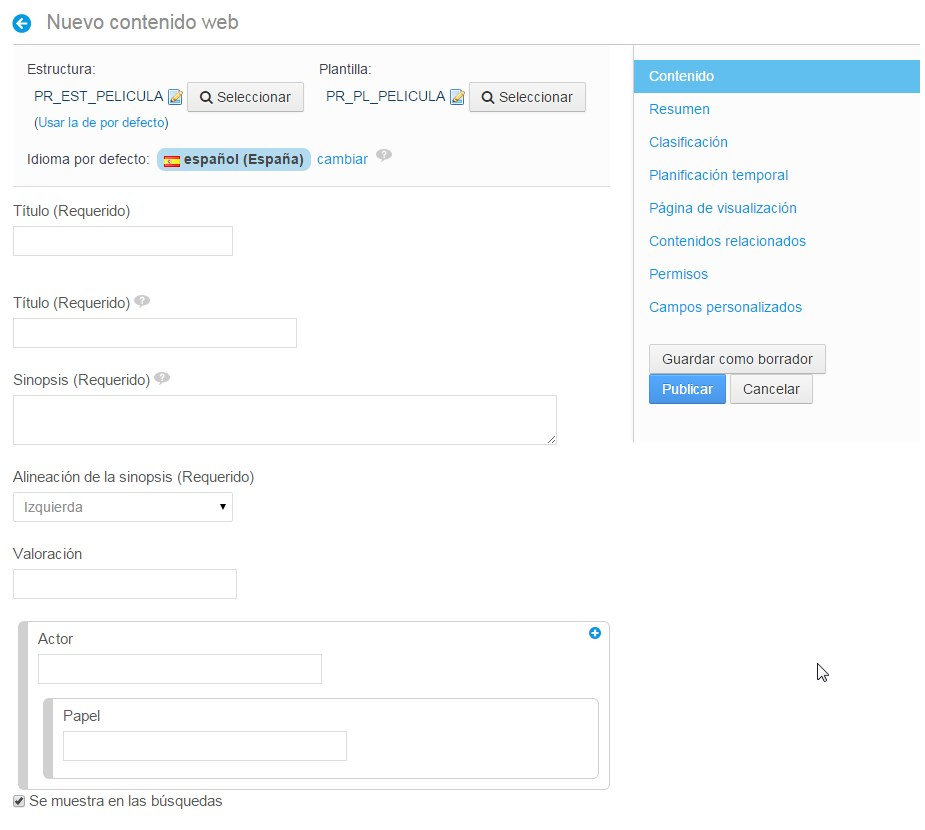 Nuevo contenido web
Estructura:
PR_EST_PELICULA Seleccionar
(Usar la de por defecto)
Plantilla:
PR_PL_PELICULA Seleccionar
Idioma por defecto: español (España) cambiar ?
Título (Requerido)
Título (Requerido) ?
Sinopsis (Requerido) ?
Alineación de la sinopsis (Requerido)
Izquierda
Valoración
Actor
Papel
Se muestra en las búsquedas
Contenido
Resumen
Clasificación
Planificación temporal
Página de visualización
Contenidos relacionados
Permisos
Campos personalizados
Guardar como borrador
Publicar Cancelar